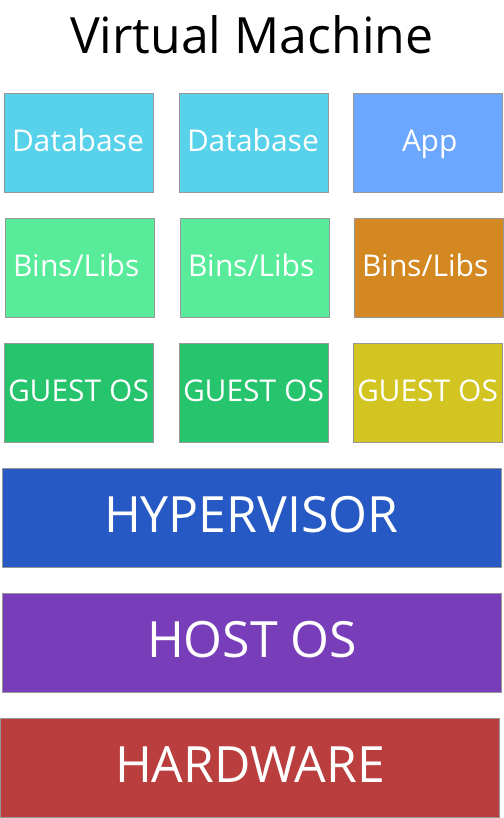 Virtual Machine
Database Database App
Bins/Libs Bins/Libs Bins/Libs
GUEST OS GUEST OS GUEST OS
HYPERVISOR
HOST OS
HARDWARE